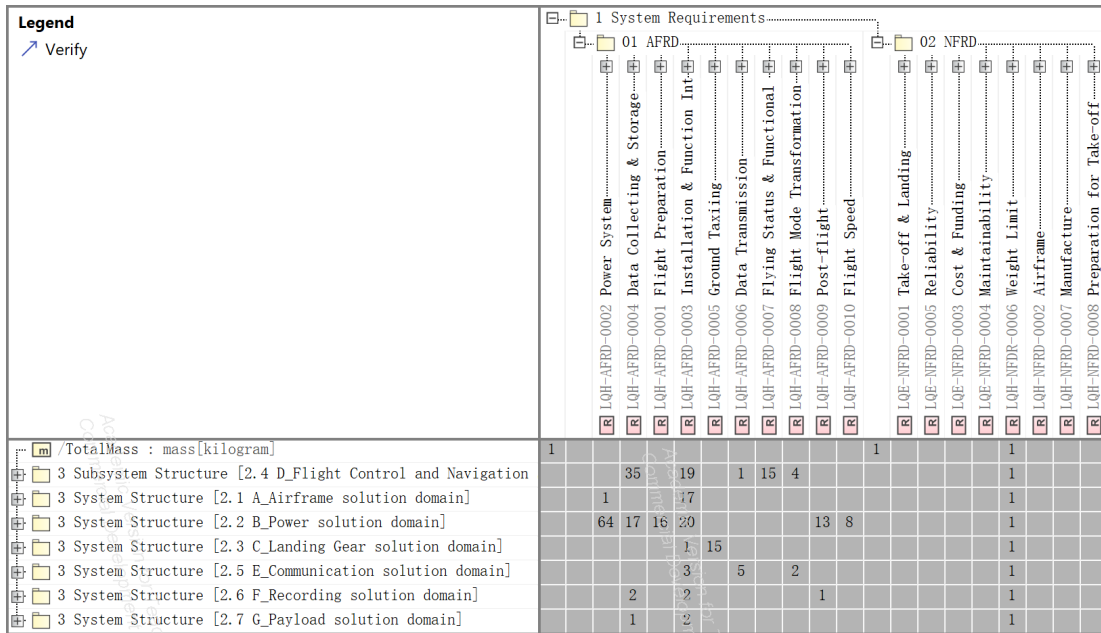 Legend
Verify
1 System Requirements
01 AFRD
02 NFRD
LQH-AFRD-0002 Power System
LQH-AFRD-0004 Data Collecting & Storage
LQH-AFRD-0001 Flight Preparation
LQH-AFRD-0003 Installation & Function Int
LQH-AFRD-0005 Ground Taxiing
LQH-AFRD-0006 Data Transmission
LQH-AFRD-0007 Flying Status & Functional
LQH-AFRD-0008 Flight Mode Transformation
LQH-AFRD-0009 Post-flight
LQH-AFRD-0010 Flight Speed
LQE-NFRD-0001 Take-off & Landing
LQE-NFRD-0005 Reliability
LQE-NFRD-0003 Cost & Funding
LQE-NFRD-0004 Maintainability
LQH-NFDR-0006 Weight Limit
LQH-NFRD-0002 Airframe
LQH-NFRD-0007 Manufacture
LQH-NFRD-0008 Preparation for Take-off
m /TotalMass : mass[kilogram] 1 1 1
3 Subsystem Structure [2.4 D_Flight Control and Navigation 35 19 1 15 4 1
3 System Structure [2.1 A_Airframe solution domain] 1 17 1
3 System Structure [2.2 B_Power solution domain] 64 17 16 20 13 8 1
3 System Structure [2.3 C_Landing Gear solution domain] 1 15 1
3 System Structure [2.5 E_Communication solution domain] 3 5 2 1
3 System Structure [2.6 F_Recording solution domain] 2 2 1 1
3 System Structure [2.7 G_Payload solution domain] 1 2 1